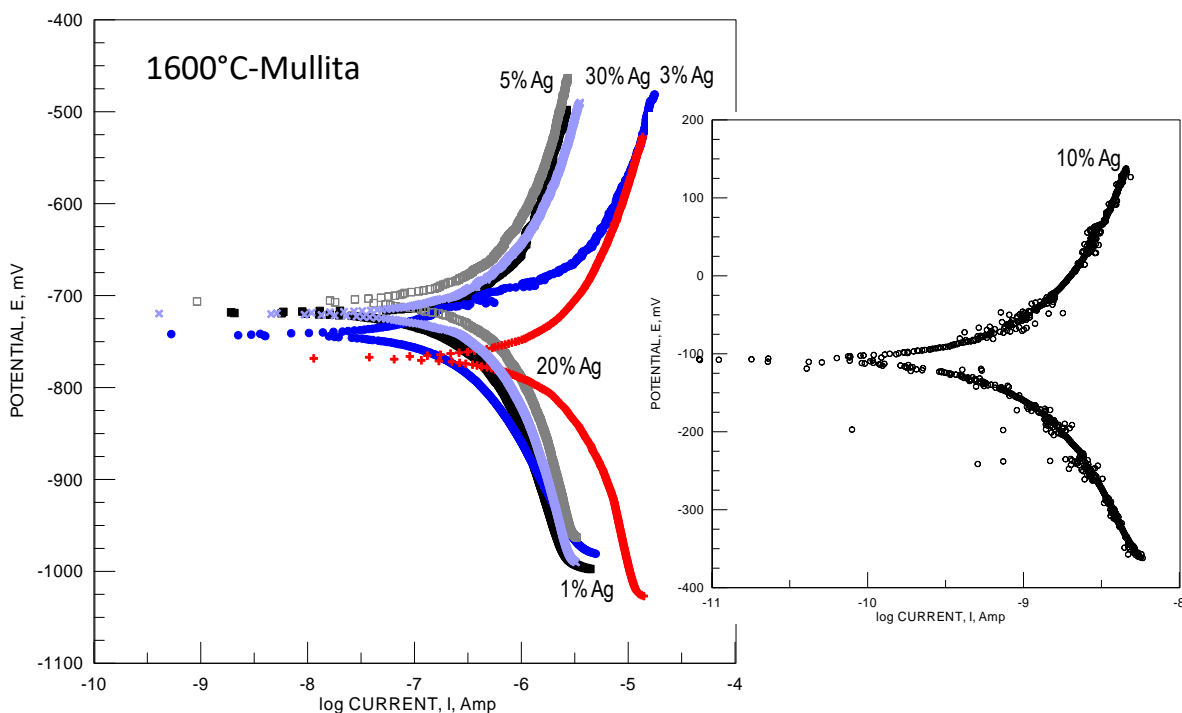 1600°C-Mullita
5% Ag
30% Ag
3% Ag
20% Ag
1% Ag
-400
-500
-600
-700
-800
-900
-1000
-1100
POTENTIAL, E, mV
-10
-9
-8
-7
-6
-5
-4
log CURRENT, I, Amp
10% Ag
200
100
0
-100
-200
-300
-400
POTENTIAL, E, mV
-11
-10
-9
-8
log CURRENT, I, Amp